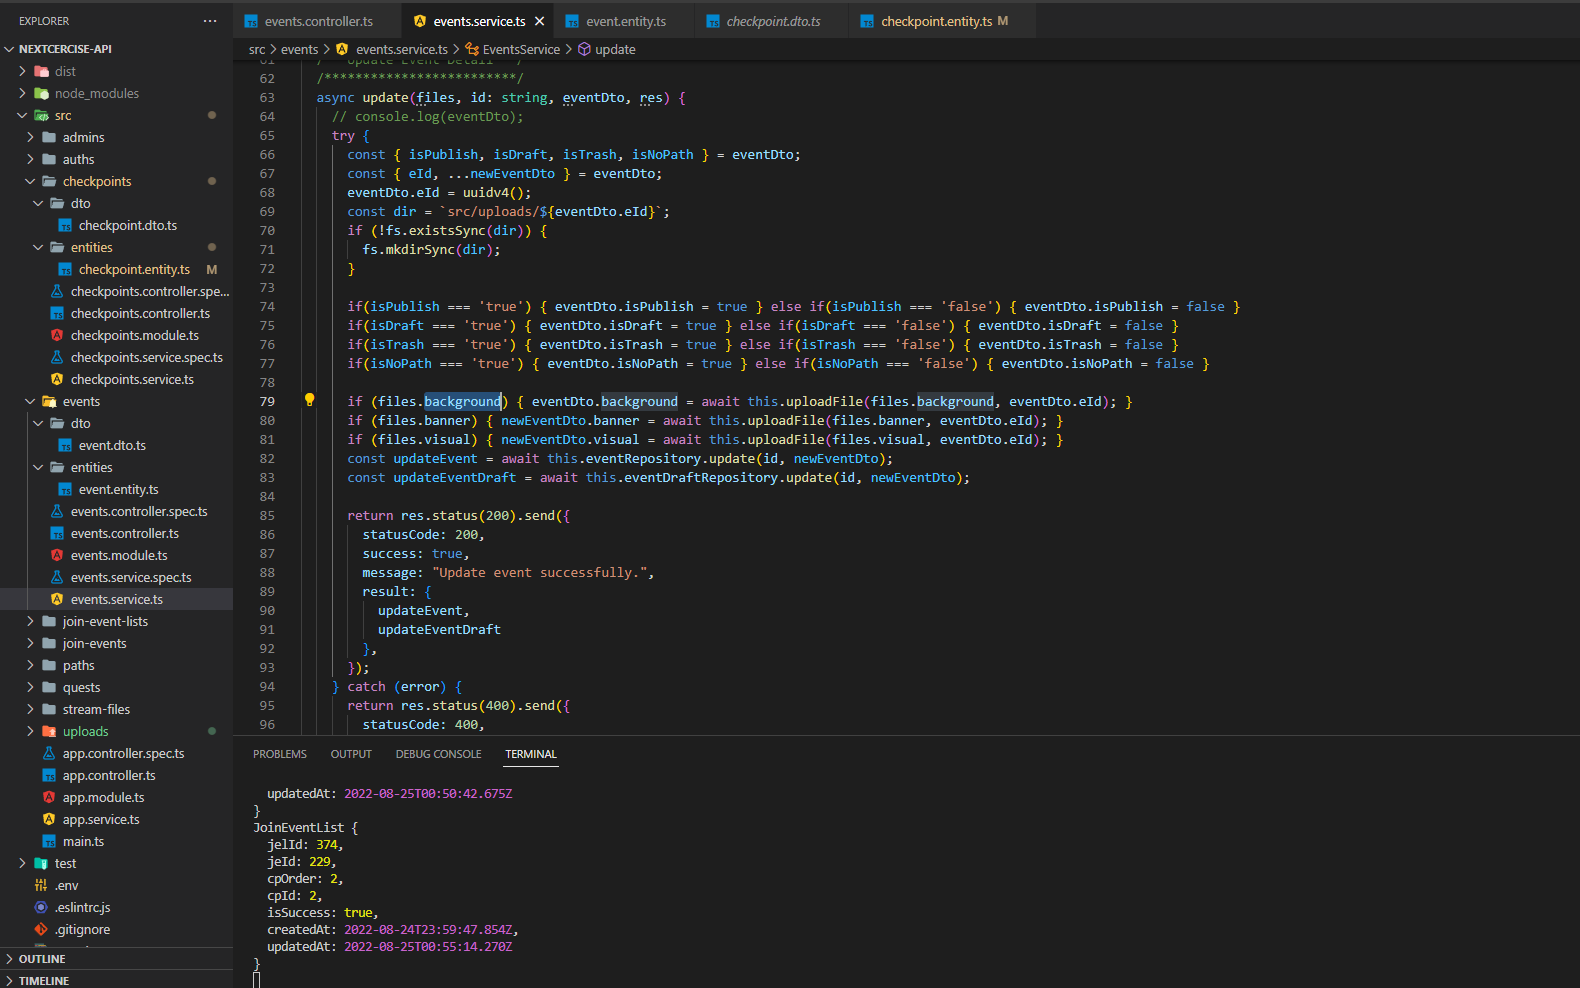 EXPLORER
NEXTCERCISE-API
dist
node_modules
src
admins
auths
checkpoints
dto
checkpoint.dto.ts
entities
checkpoint.entity.ts M
checkpoints.controller.spe...
checkpoints.controller.ts
checkpoints.module.ts
checkpoints.service.spec.ts
checkpoints.service.ts
events
dto
event.dto.ts
entities
event.entity.ts
events.controller.spec.ts
events.controller.ts
events.module.ts
events.service.spec.ts
events.service.ts
join-event-lists
join-events
paths
quests
stream-files
uploads
app.controller.spec.ts
app.controller.ts
app.module.ts
app.service.ts
main.ts
test
.env
.eslintrc.js
.gitignore
OUTLINE
TIMELINE
events.controller.ts events.service.ts event.entity.ts checkpoint.dto.ts checkpoint.entity.ts M
src > events > events.service.ts > EventsService > update
61 /* Update Event Detail */
62 /*************************/
63 async update(files, id: string, eventDto, res) {
64 // console.log(eventDto);
65 try {
66 const { isPublish, isDraft, isTrash, isNoPath } = eventDto;
67 const { eId, ...newEventDto } = eventDto;
68 eventDto.eId = uuidv4();
69 const dir = `src/uploads/${eventDto.eId}`;
70 if (!fs.existsSync(dir)) {
71 fs.mkdirSync(dir);
72 }
73
74 if(isPublish === 'true') { eventDto.isPublish = true } else if(isPublish === 'false') { eventDto.isPublish = false }
75 if(isDraft === 'true') { eventDto.isDraft = true } else if(isDraft === 'false') { eventDto.isDraft = false }
76 if(isTrash === 'true') { eventDto.isTrash = true } else if(isTrash === 'false') { eventDto.isTrash = false }
77 if(isNoPath === 'true') { eventDto.isNoPath = true } else if(isNoPath === 'false') { eventDto.isNoPath = false }
78
79 if (files.background) { eventDto.background = await this.uploadFile(files.background, eventDto.eId); }
80 if (files.banner) { newEventDto.banner = await this.uploadFile(files.banner, eventDto.eId); }
81 if (files.visual) { newEventDto.visual = await this.uploadFile(files.visual, eventDto.eId); }
82 const updateEvent = await this.eventRepository.update(id, newEventDto);
83 const updateEventDraft = await this.eventDraftRepository.update(id, newEventDto);
84
85 return res.status(200).send({
86 statusCode: 200,
87 success: true,
88 message: "Update event successfully.",
89 result: {
90 updateEvent,
91 updateEventDraft
92 },
93 });
94 } catch (error) {
95 return res.status(400).send({
96 statusCode: 400,
PROBLEMS OUTPUT DEBUG CONSOLE TERMINAL
updatedAt: 2022-08-25T00:50:42.675Z
}
JoinEventList {
jelId: 374,
jeId: 229,
cpOrder: 2,
cpId: 2,
isSuccess: true,
createdAt: 2022-08-24T23:59:47.854Z,
updatedAt: 2022-08-25T00:55:14.270Z
}